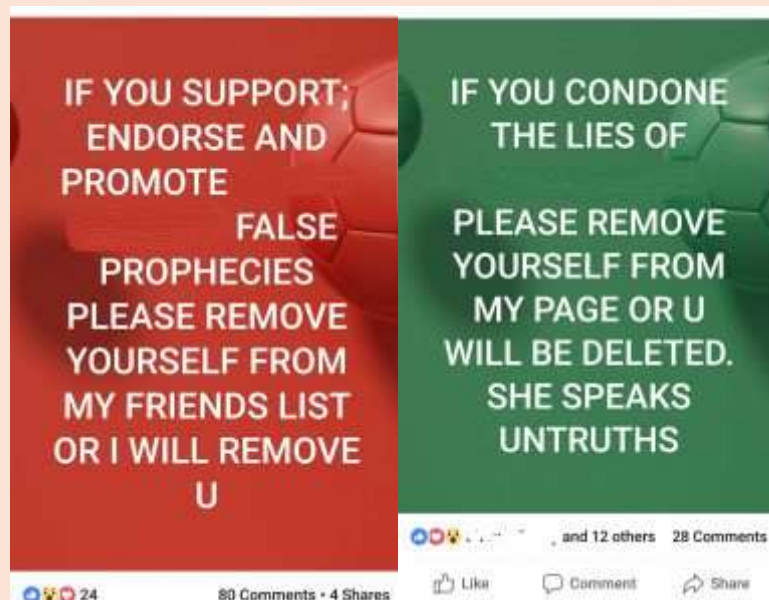 IF YOU SUPPORT;
ENDORSE AND
PROMOTE
FALSE
PROPHECIES
PLEASE REMOVE
YOURSELF FROM
MY FRIENDS LIST
OR I WILL REMOVE
U
24
80 Comments • 4 Shares
IF YOU CONDONE
THE LIES OF
PLEASE REMOVE
YOURSELF FROM
MY PAGE OR U
WILL BE DELETED.
SHE SPEAKS
UNTRUTHS
and 12 others 28 Comments
Like Comment Share